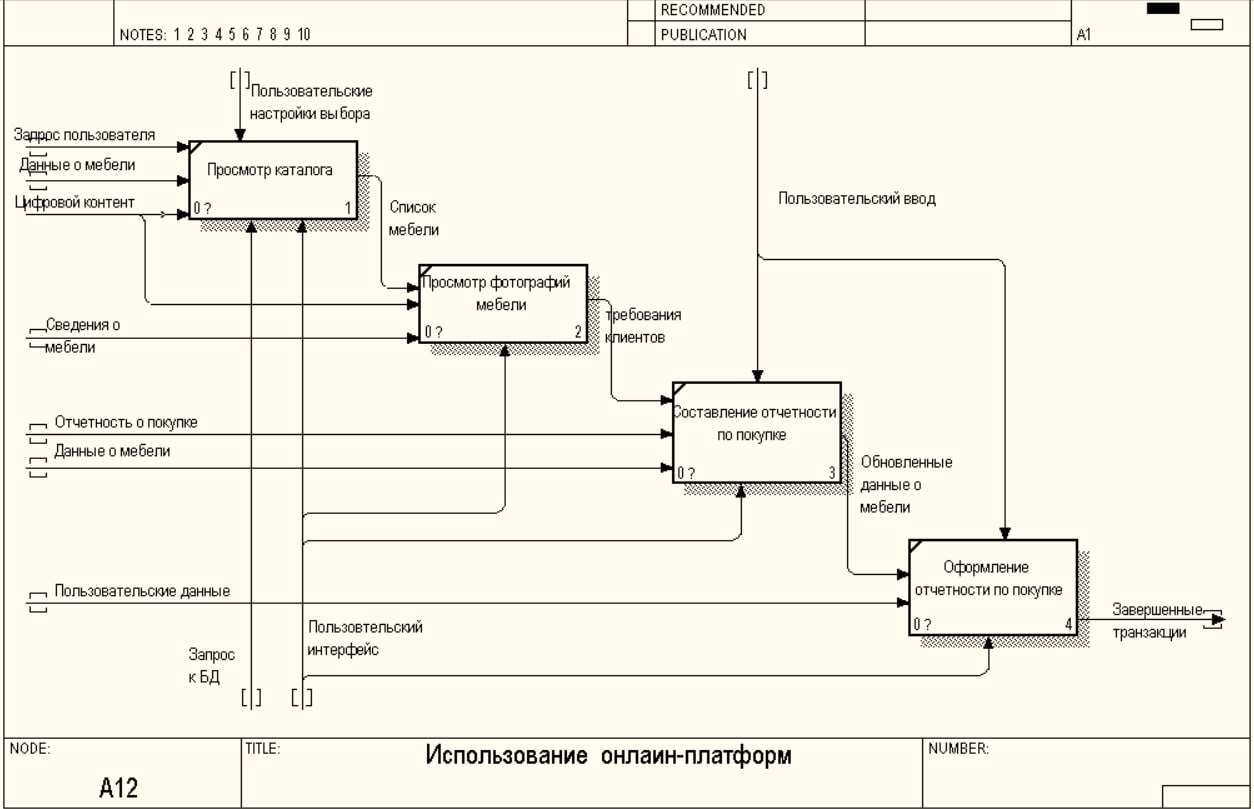 RECOMMENDED
NOTES: 1 2 3 4 5 6 7 8 9 10
PUBLICATION
A1
Пользовательские
настройки выбора
Запрос пользователя
Данные о мебели
Цифровой контент
Просмотр каталога
0 ?
1
Список
мебели
Пользовательский ввод
Просмотр фотографий
мебели
0 ?
2
Сведения о
мебели
требования
клиентов
Отчетность о покупке
Данные о мебели
Составление отчетности
по покупке
0 ?
3
Обновленные
данные о
мебели
Пользовательские данные
Оформление
отчетности по покупке
0 ?
4
Завершенные
транзакции
Пользовтельский
интерфейс
Запрос
к БД
NODE:
A12
TITLE:
Использование онлаин-платформ
NUMBER: